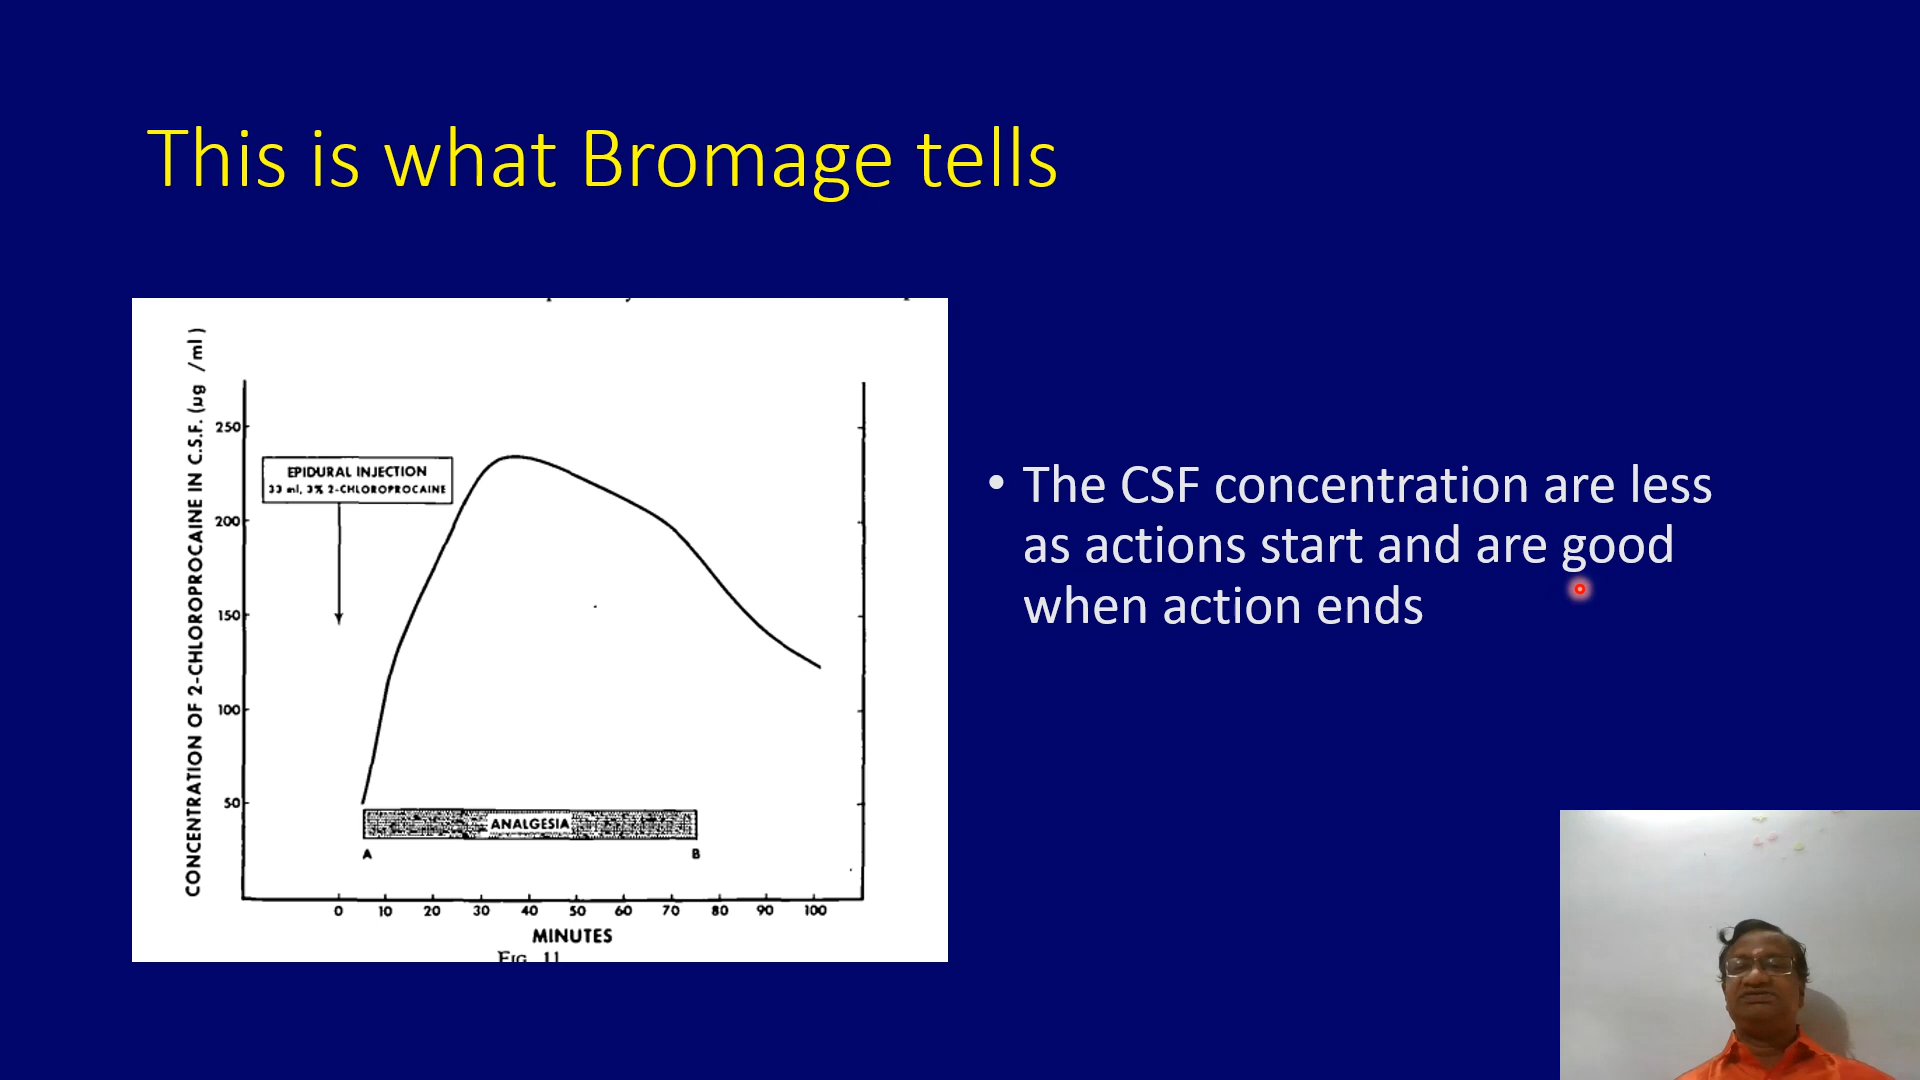 This is what Bromage tells
CONCENTRATION OF 2-CHLOROPROCAINE IN C.S.F. (µg /ml)
250
200
150
100
50
EPIDURAL INJECTION
33 ml, 3% 2-CHLOROPROCAINE
ANALGESIA
A B
0 10 20 30 40 50 60 70 80 90 100
MINUTES
FIG. 11
• The CSF concentration are less
as actions start and are good
when action ends